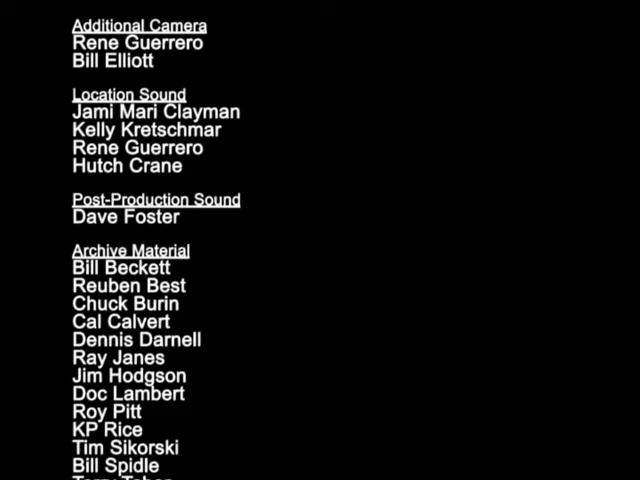 Additional Camera
Rene Guerrero
Bill Elliott
Location Sound
Jami Mari Clayman
Kelly Kretschmar
Rene Guerrero
Hutch Crane
Post-Production Sound
Dave Foster
Archive Material
Bill Beckett
Reuben Best
Chuck Burin
Cal Calvert
Dennis Darnell
Ray Janes
Jim Hodgson
Doc Lambert
Roy Pitt
KP Rice
Tim Sikorski
Bill Spidle